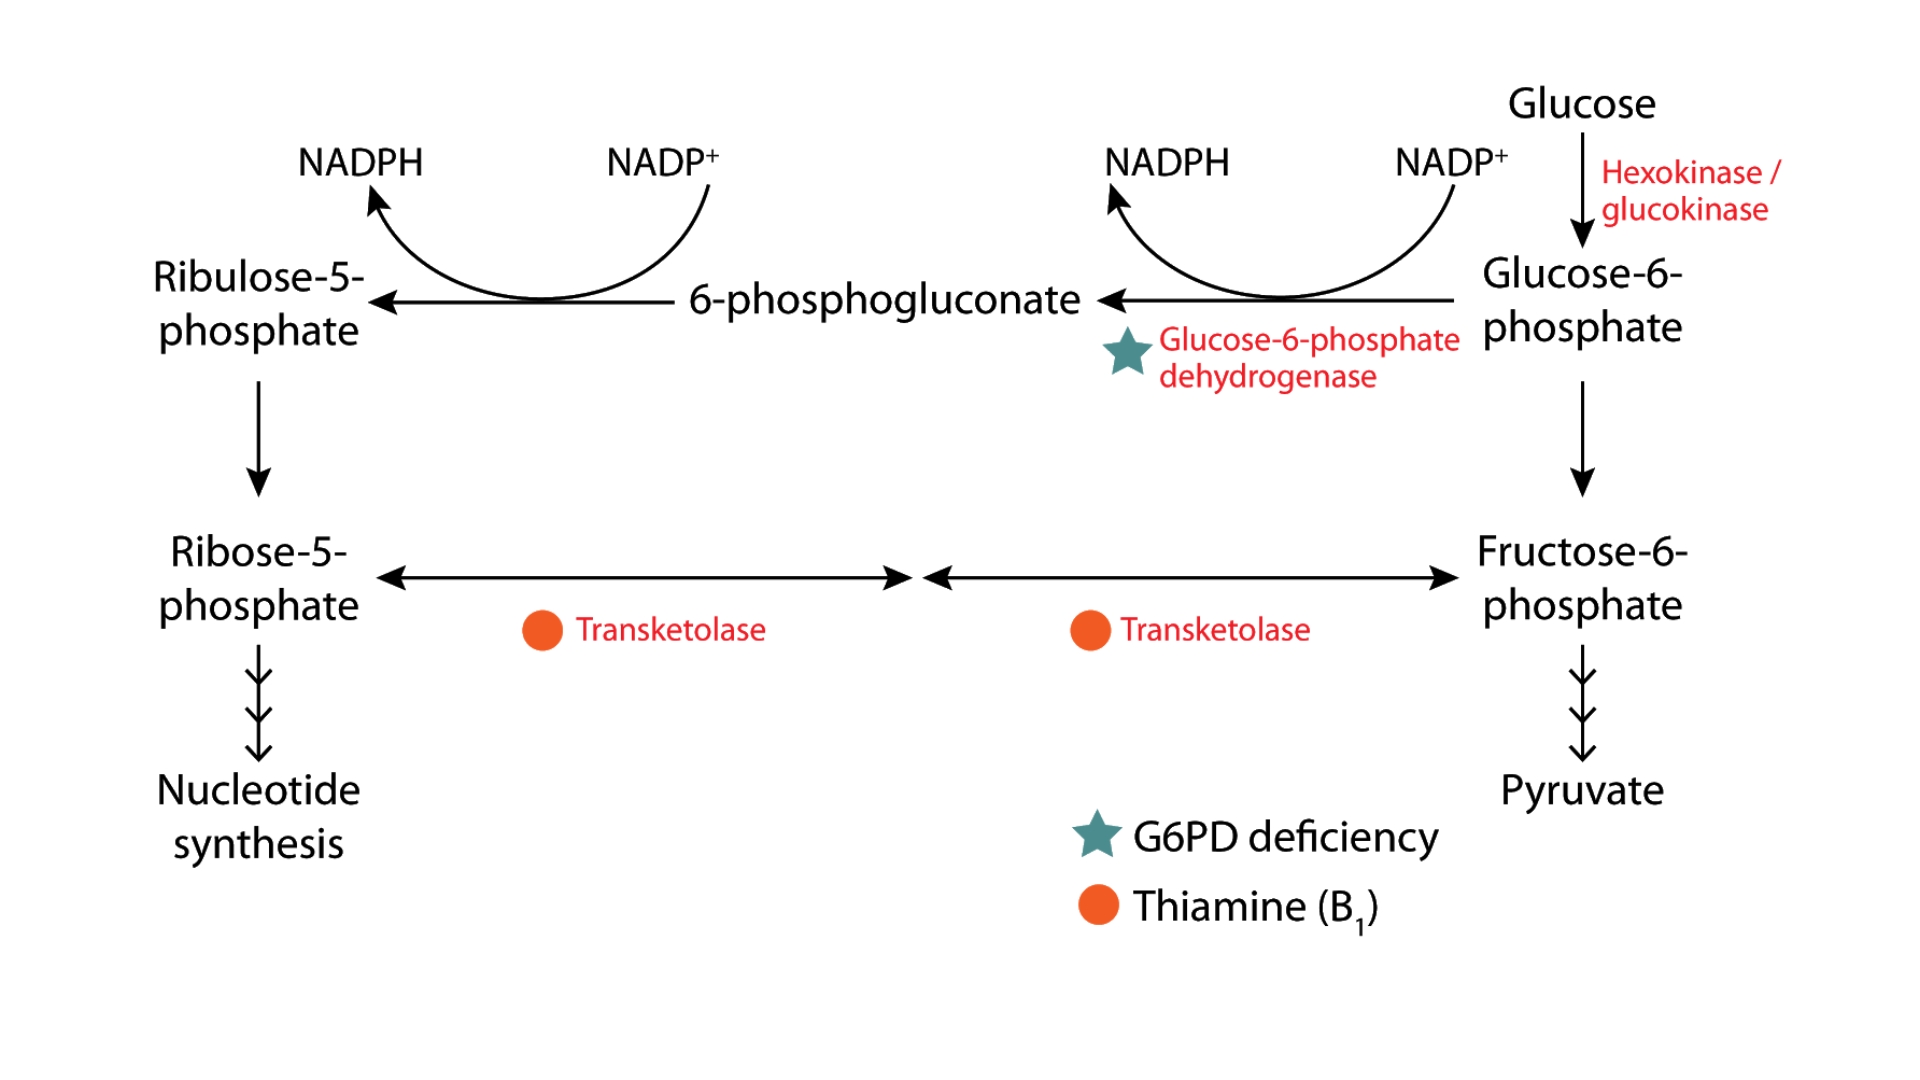 Glucose
NADPH
NADP⁺
NADPH
NADP⁺
Hexokinase /
glucokinase
Ribulose-5-
phosphate
6-phosphogluconate
Glucose-6-
phosphate
Glucose-6-phosphate
dehydrogenase
Ribose-5-
phosphate
Fructose-6-
phosphate
Transketolase
Transketolase
Nucleotide
synthesis
Pyruvate
G6PD deficiency
Thiamine (B₁)